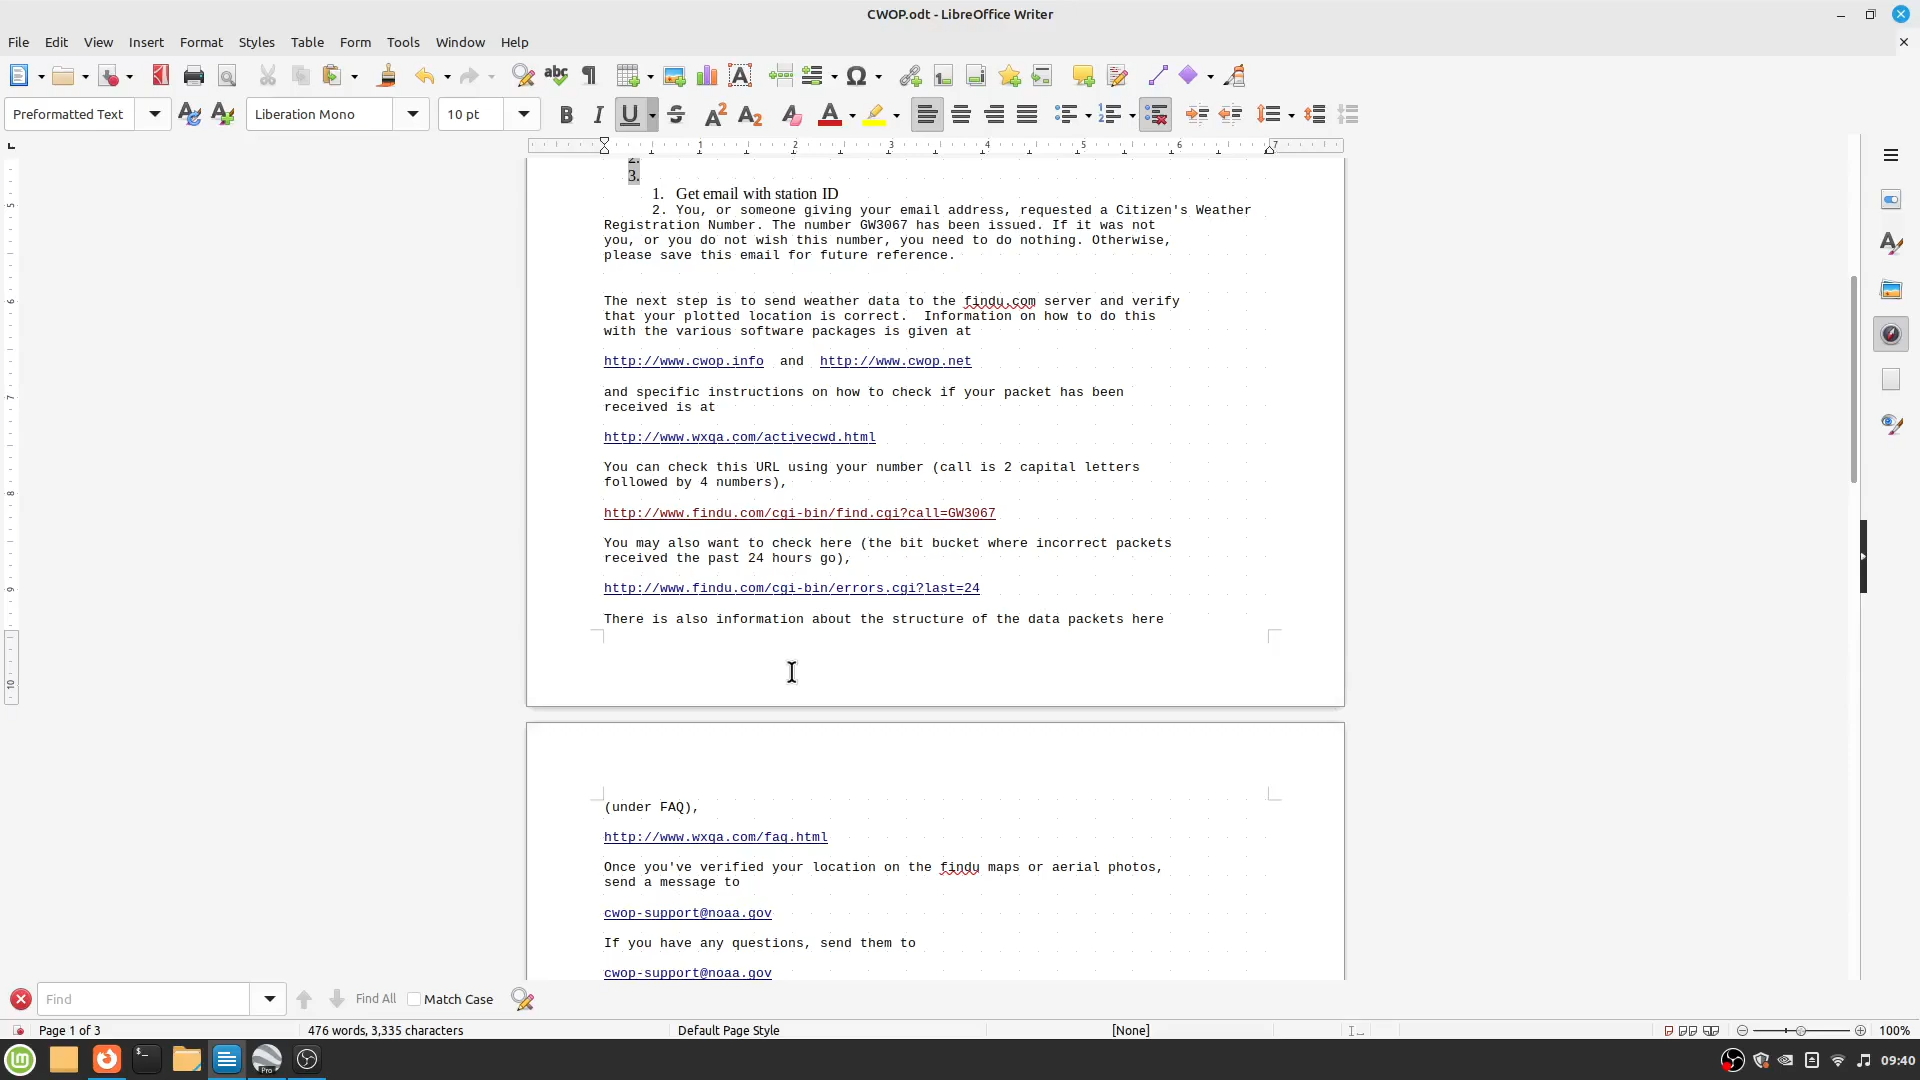 CWOP.odt - LibreOffice Writer
File Edit View Insert Format Styles Table Form Tools Window Help
Preformatted Text Liberation Mono 10 pt
1 2 3 4 5 6 7
3.
1. Get email with station ID
2. You, or someone giving your email address, requested a Citizen's Weather
Registration Number. The number GW3067 has been issued. If it was not
you, or you do not wish this number, you need to do nothing. Otherwise,
please save this email for future reference.
The next step is to send weather data to the findu.com server and verify
that your plotted location is correct.  Information on how to do this
with the various software packages is given at
http://www.cwop.info  and  http://www.cwop.net
and specific instructions on how to check if your packet has been
received is at
http://www.wxqa.com/activecwd.html
You can check this URL using your number (call is 2 capital letters
followed by 4 numbers),
http://www.findu.com/cgi-bin/find.cgi?call=GW3067
You may also want to check here (the bit bucket where incorrect packets
received the past 24 hours go),
http://www.findu.com/cgi-bin/errors.cgi?last=24
There is also information about the structure of the data packets here
(under FAQ),
http://www.wxqa.com/faq.html
Once you've verified your location on the findu maps or aerial photos,
send a message to
cwop-support@noaa.gov
If you have any questions, send them to
cwop-support@noaa.gov
Find Find All Match Case
Page 1 of 3 476 words, 3,335 characters Default Page Style [None] 100%
Pro 09:40